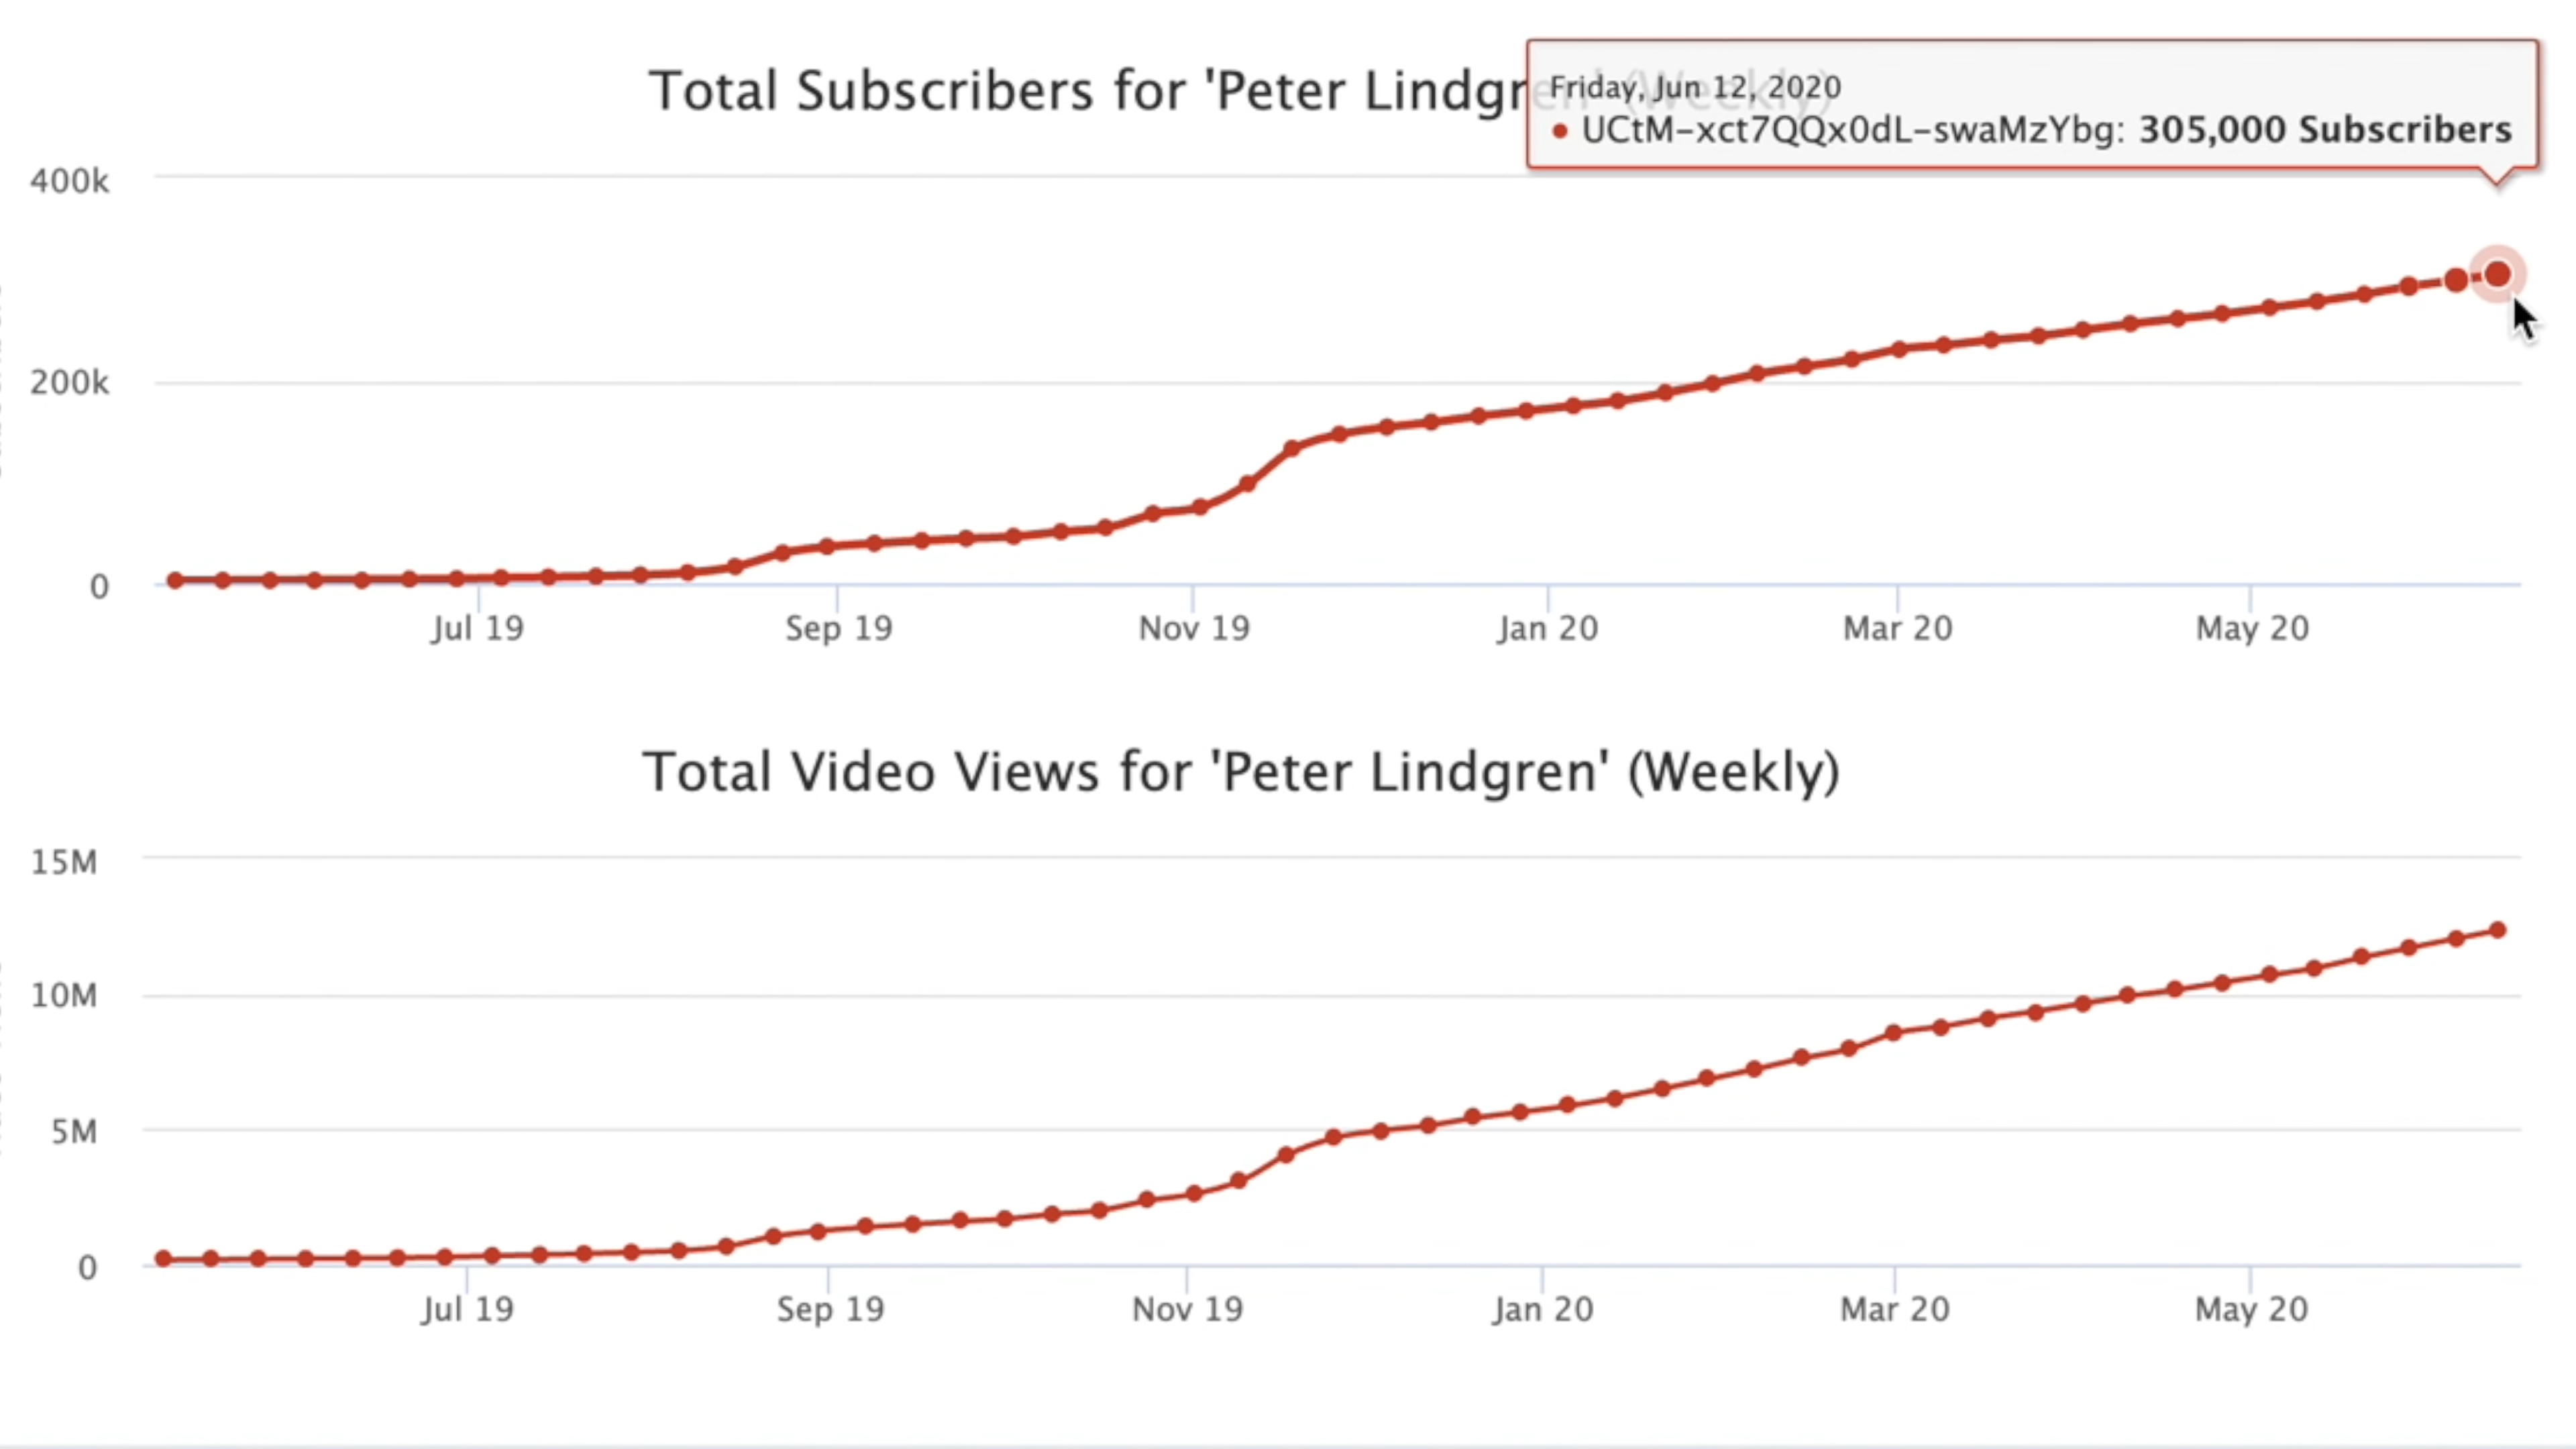 Total Subscribers for 'Peter Lindgren' (Weekly)
Friday, Jun 12, 2020
• UCtM-xct7QQx0dL-swaMzYbg: 305,000 Subscribers
400k
200k
0
Jul 19 Sep 19 Nov 19 Jan 20 Mar 20 May 20
Total Video Views for 'Peter Lindgren' (Weekly)
15M
10M
5M
0
Jul 19 Sep 19 Nov 19 Jan 20 Mar 20 May 20